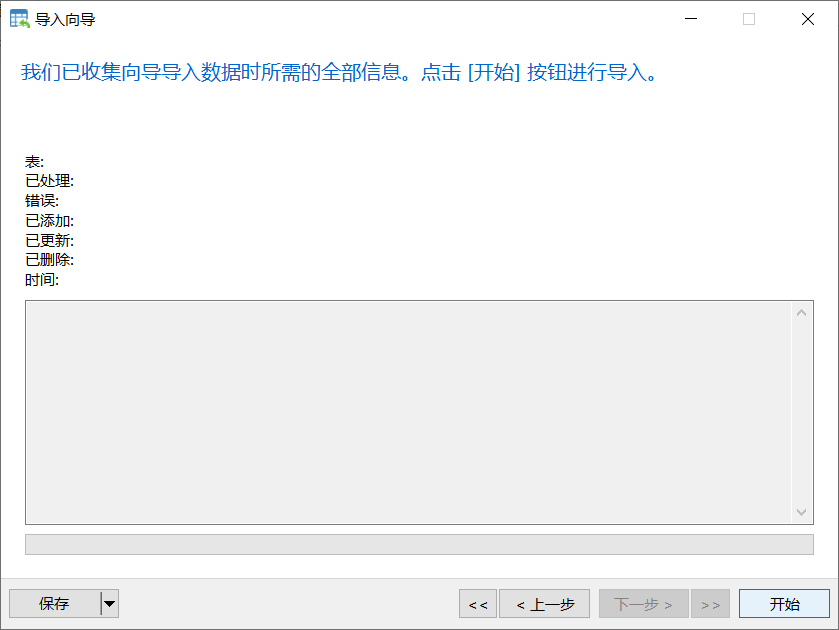 导入向导
我们已收集向导导入数据时所需的全部信息。点击 [开始] 按钮进行导入。
表:
已处理:
错误:
已添加:
已更新:
已删除:
时间:
保存
<<
< 上一步
下一步 >
>>
开始